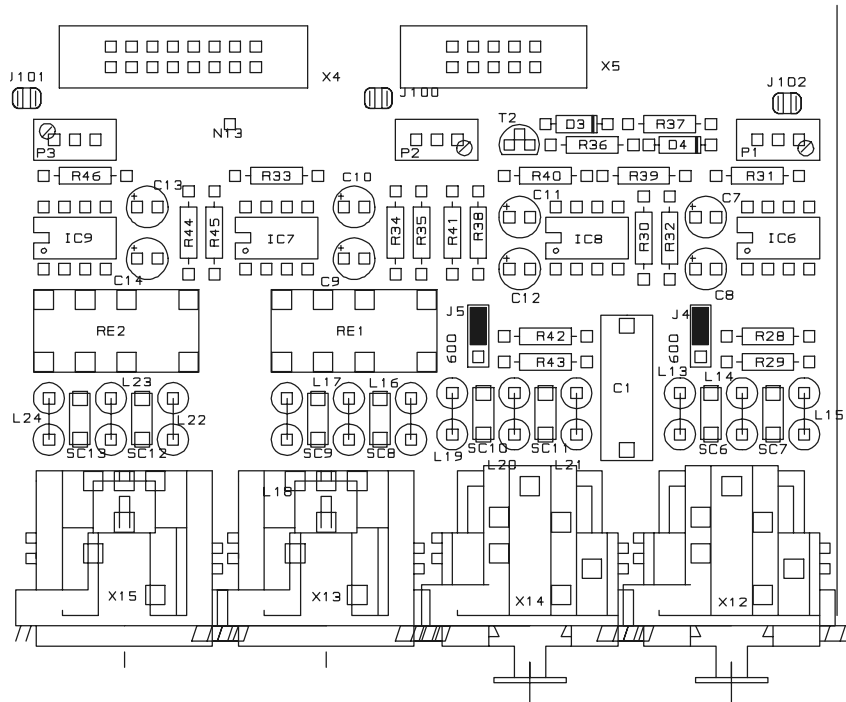 J101
X4
J100
X5
J102
P3
N13
P2
T2
D3
R37
R36
D4
P1
R46
C13
R33
C10
R40
R39
R31
C11
C7
IC9
R44
R45
IC7
R34
R35
R41
R38
IC8
R30
R32
IC6
C14
C9
C12
C8
RE2
RE1
J5
600
R42
R43
C1
J4
600
R28
R29
L24
L23
L22
L17
L16
L13
L14
L15
SC13
SC12
SC9
SC8
SC10
SC11
SC6
SC7
L19
L20
L21
L18
X15
X13
X14
X12